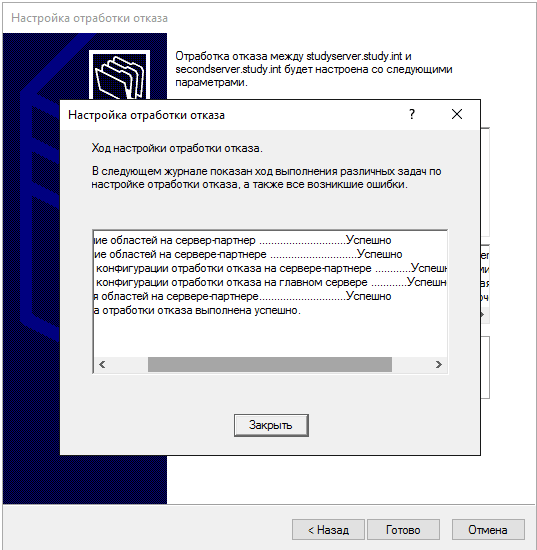 Настройка отработки отказа
Отработка отказа между studyserver.study.int и
secondserver.study.int будет настроена со следующими
параметрами.
Настройка отработки отказа
?
Ход настройки отработки отказа.
В следующем журнале показан ход выполнения различных задач по
настройке отработки отказа, а также все возникшие ошибки.
ие областей на сервер-партнер ..............................Успешно
ие областей на сервере-партнере ..............................Успешно
конфигурации отработки отказа на сервере-партнере .............Успешн
конфигурации отработки отказа на главном сервере ..............Успешно
я областей на сервере-партнере..............................Успешно
а отработки отказа выполнена успешно.
Закрыть
< Назад
Готово
Отмена